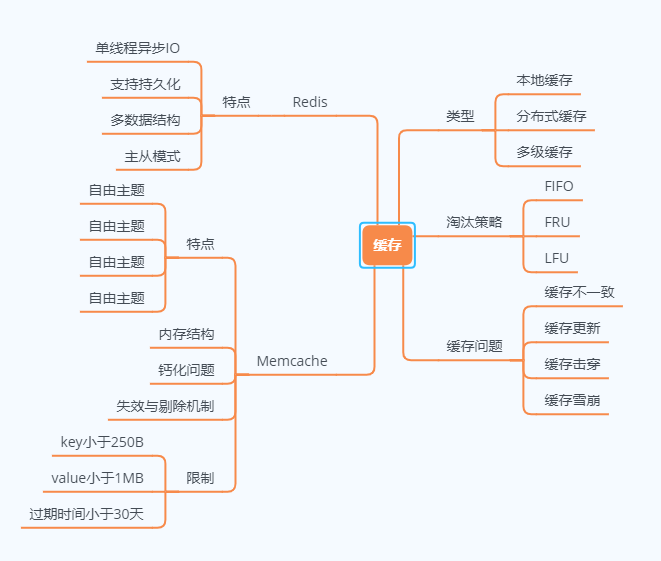 缓存
类型
本地缓存
分布式缓存
多级缓存
淘汰策略
FIFO
FRU
LFU
缓存问题
缓存不一致
缓存更新
缓存击穿
缓存雪崩
Redis
特点
单线程异步IO
支持持久化
多数据结构
主从模式
Memcache
特点
自由主题
自由主题
自由主题
自由主题
内存结构
钙化问题
失效与剔除机制
限制
key小于250B
value小于1MB
过期时间小于30天